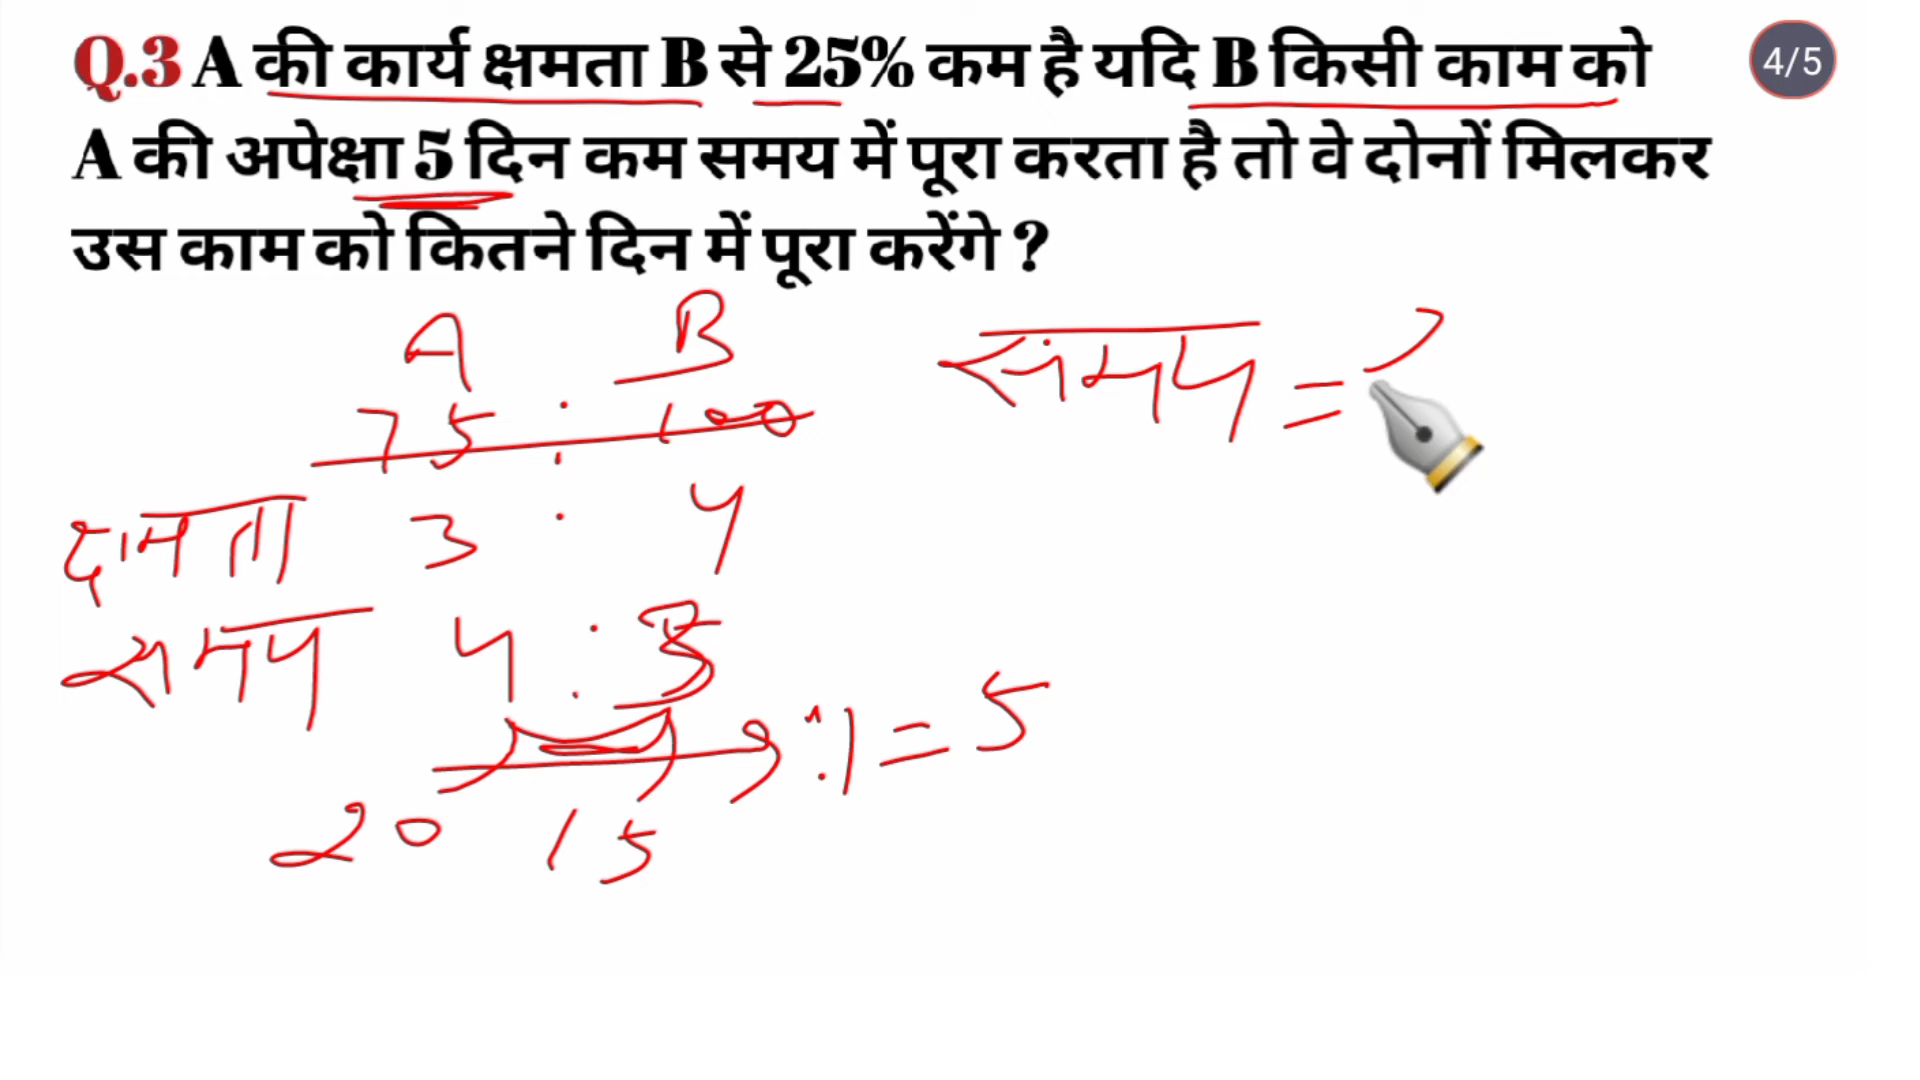 Q.3 A की कार्य क्षमता B से 25% कम है यदि B किसी काम को
4/5
A की अपेक्षा 5 दिन कम समय में पूरा करता है तो वे दोनों मिलकर
उस काम को कितने दिन में पूरा करेंगे ?
A B
समय =
75 : 100
3 : 4
समय 4 : 3
1 = 5
20 15